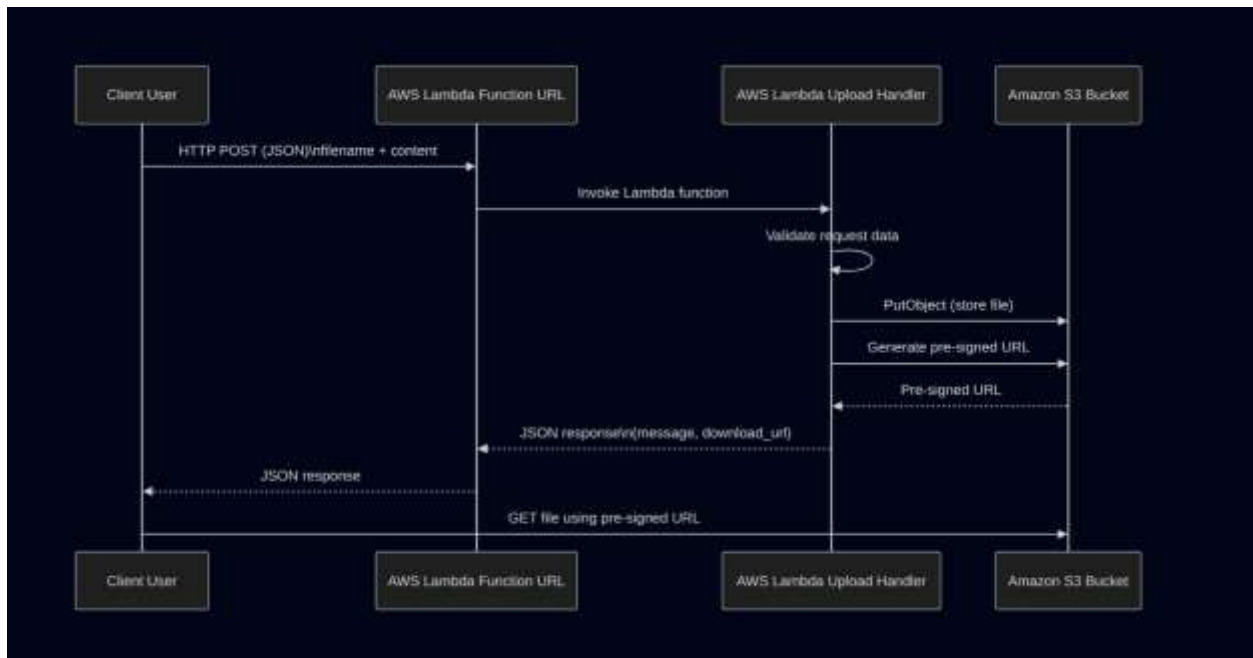 Client User
AWS Lambda Function URL
AWS Lambda Upload Handler
Amazon S3 Bucket
HTTP POST (JSON)\nfilename + content
Invoke Lambda function
Validate request data
PutObject (store file)
Generate pre-signed URL
Pre-signed URL
JSON response\n(message, download_url)
JSON response
GET file using pre-signed URL
Client User
AWS Lambda Function URL
AWS Lambda Upload Handler
Amazon S3 Bucket